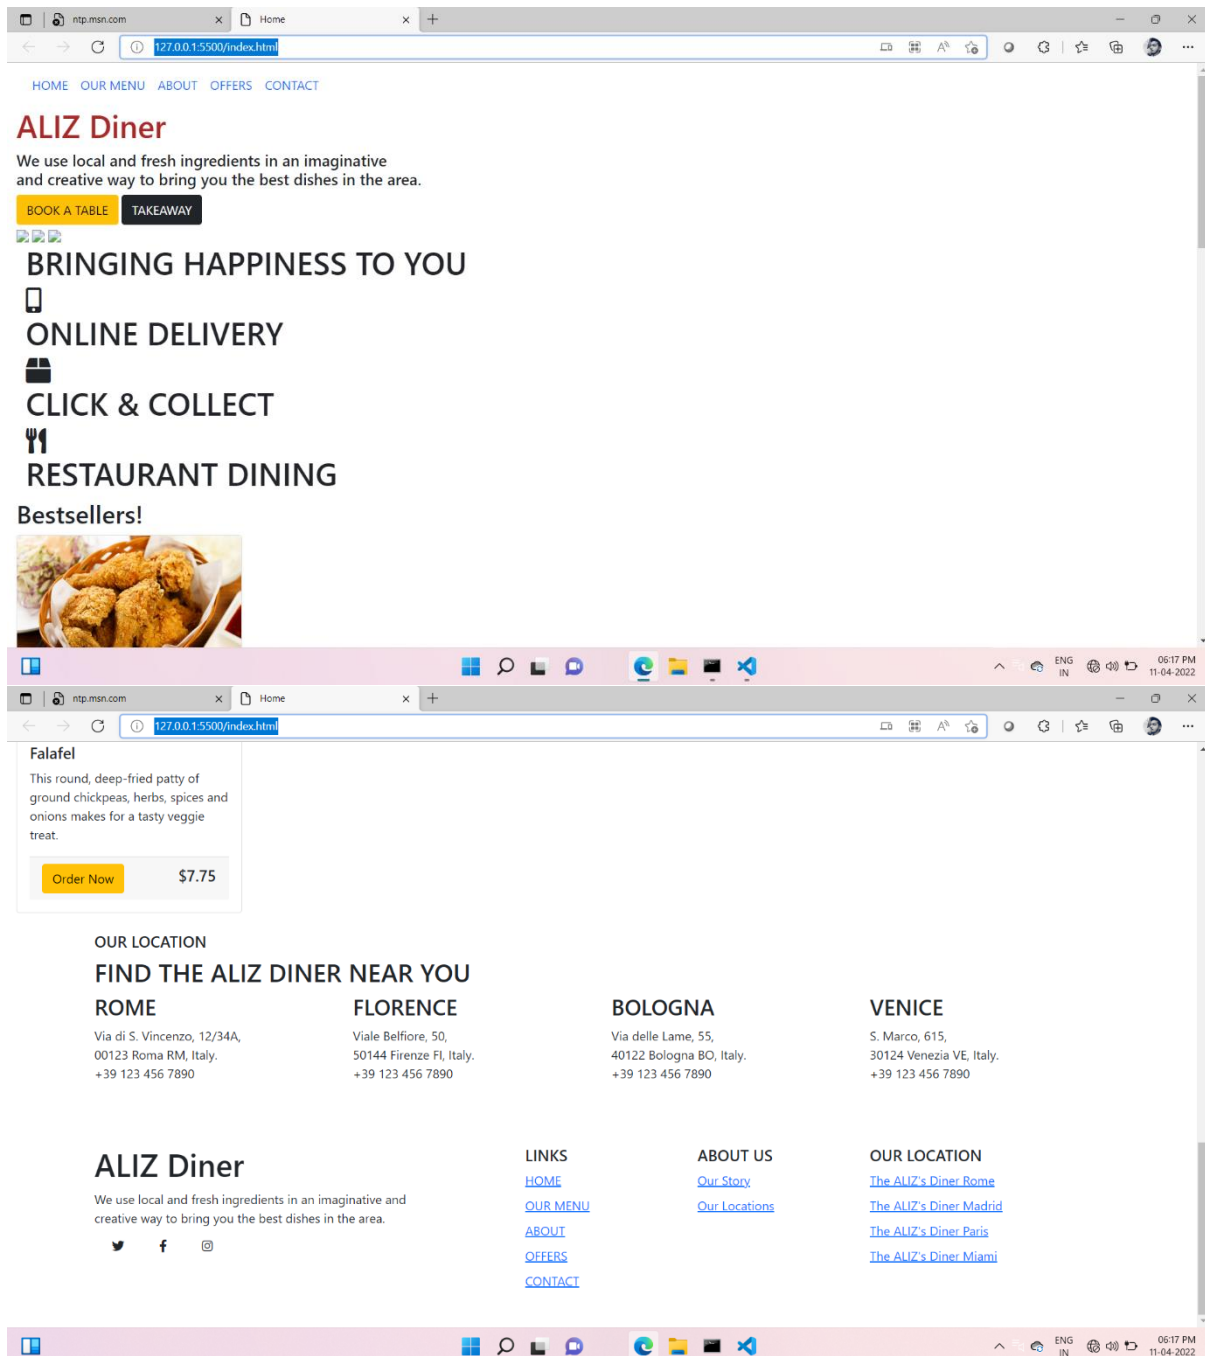 ntp.msn.com
Home
127.0.0.1:5500/index.html
HOME OUR MENU ABOUT OFFERS CONTACT
ALIZ Diner
We use local and fresh ingredients in an imaginative
and creative way to bring you the best dishes in the area.
BOOK A TABLE TAKEAWAY
BRINGING HAPPINESS TO YOU
ONLINE DELIVERY
CLICK & COLLECT
RESTAURANT DINING
Bestsellers!
ENG
IN
06:17 PM
11-04-2022
ntp.msn.com
Home
127.0.0.1:5500/index.html
Falafel
This round, deep-fried patty of
ground chickpeas, herbs, spices and
onions makes for a tasty veggie
treat.
Order Now $7.75
OUR LOCATION
FIND THE ALIZ DINER NEAR YOU
ROME
Via di S. Vincenzo, 12/34A,
00123 Roma RM, Italy.
+39 123 456 7890
FLORENCE
Viale Belfiore, 50,
50144 Firenze FI, Italy.
+39 123 456 7890
BOLOGNA
Via delle Lame, 55,
40122 Bologna BO, Italy.
+39 123 456 7890
VENICE
S. Marco, 615,
30124 Venezia VE, Italy.
+39 123 456 7890
ALIZ Diner
We use local and fresh ingredients in an imaginative and
creative way to bring you the best dishes in the area.
LINKS
HOME
OUR MENU
ABOUT
OFFERS
CONTACT
ABOUT US
Our Story
Our Locations
OUR LOCATION
The ALIZ's Diner Rome
The ALIZ's Diner Madrid
The ALIZ's Diner Paris
The ALIZ's Diner Miami
ENG
IN
06:17 PM
11-04-2022